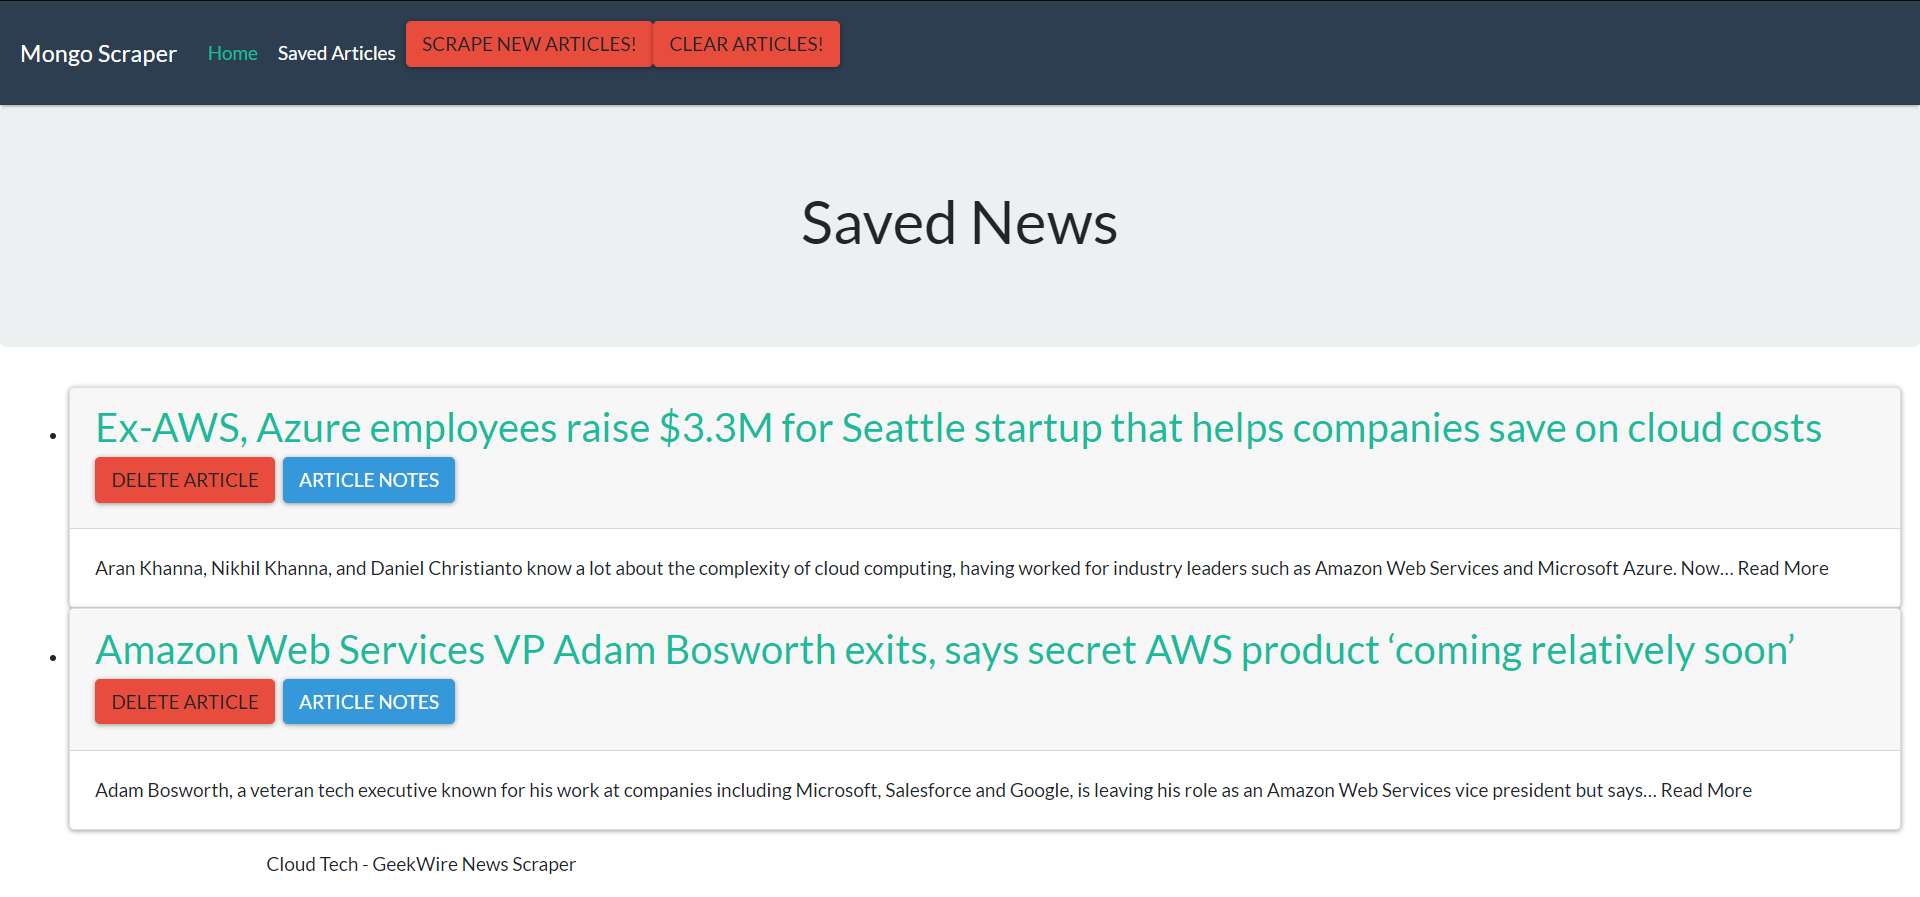 Mongo Scraper Home Saved Articles SCRAPE NEW ARTICLES! CLEAR ARTICLES!
Saved News
Ex-AWS, Azure employees raise $3.3M for Seattle startup that helps companies save on cloud costs
DELETE ARTICLE ARTICLE NOTES
Aran Khanna, Nikhil Khanna, and Daniel Christianto know a lot about the complexity of cloud computing, having worked for industry leaders such as Amazon Web Services and Microsoft Azure. Now… Read More
Amazon Web Services VP Adam Bosworth exits, says secret AWS product ‘coming relatively soon’
DELETE ARTICLE ARTICLE NOTES
Adam Bosworth, a veteran tech executive known for his work at companies including Microsoft, Salesforce and Google, is leaving his role as an Amazon Web Services vice president but says… Read More
Cloud Tech - GeekWire News Scraper